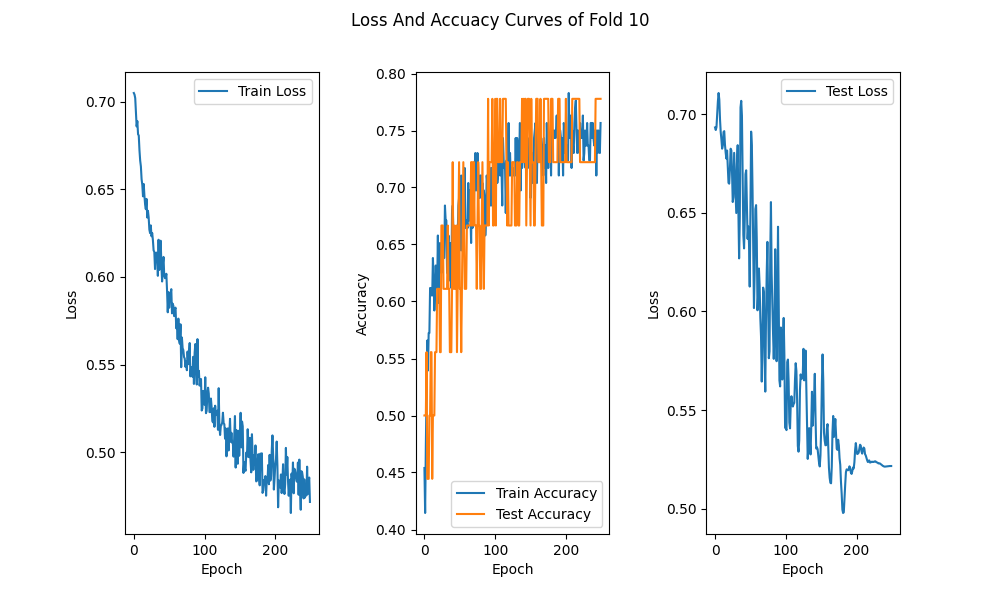 Loss And Accuacy Curves of Fold 10
Train Loss
0.70
0.65
0.60
0.55
0.50
Loss
0 100 200
Epoch
Train Accuracy
Test Accuracy
0.80
0.75
0.70
0.65
0.60
0.55
0.50
0.45
0.40
Accuracy
0 100 200
Epoch
Test Loss
0.70
0.65
0.60
0.55
0.50
Loss
0 100 200
Epoch